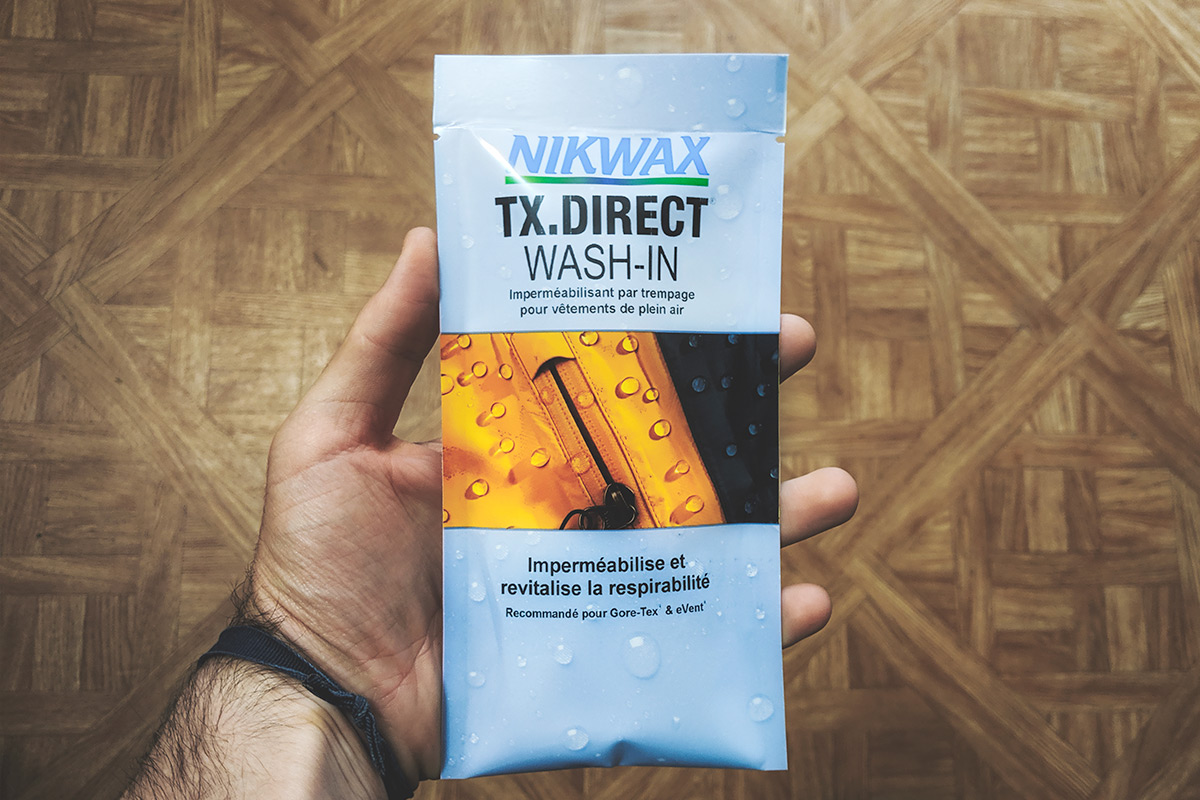 NIKWAX
TX.DIRECT®
WASH-IN
Imperméabilisant par trempage
pour vêtements de plein air
Imperméabilise et
revitalise la respirabilité
Recommandé pour Gore-Tex & eVent